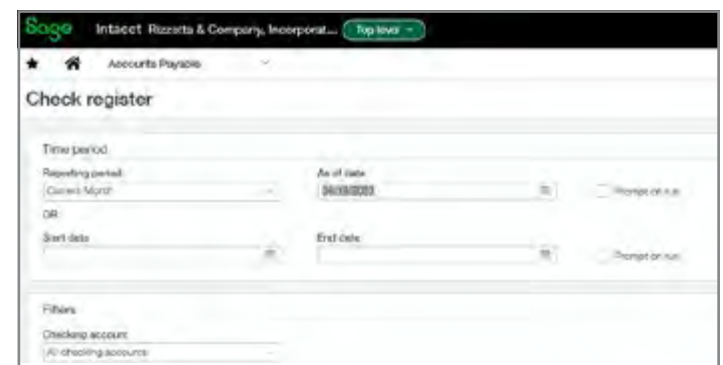 Sage Intacct Rizzetta & Company, Incorporat... Top level
Accounts Payable
Check register
Time period
Reporting period As of date
Current Month Prompt on run
OR
Start date End date
Prompt on run
Filters
Checking account
All checking accounts